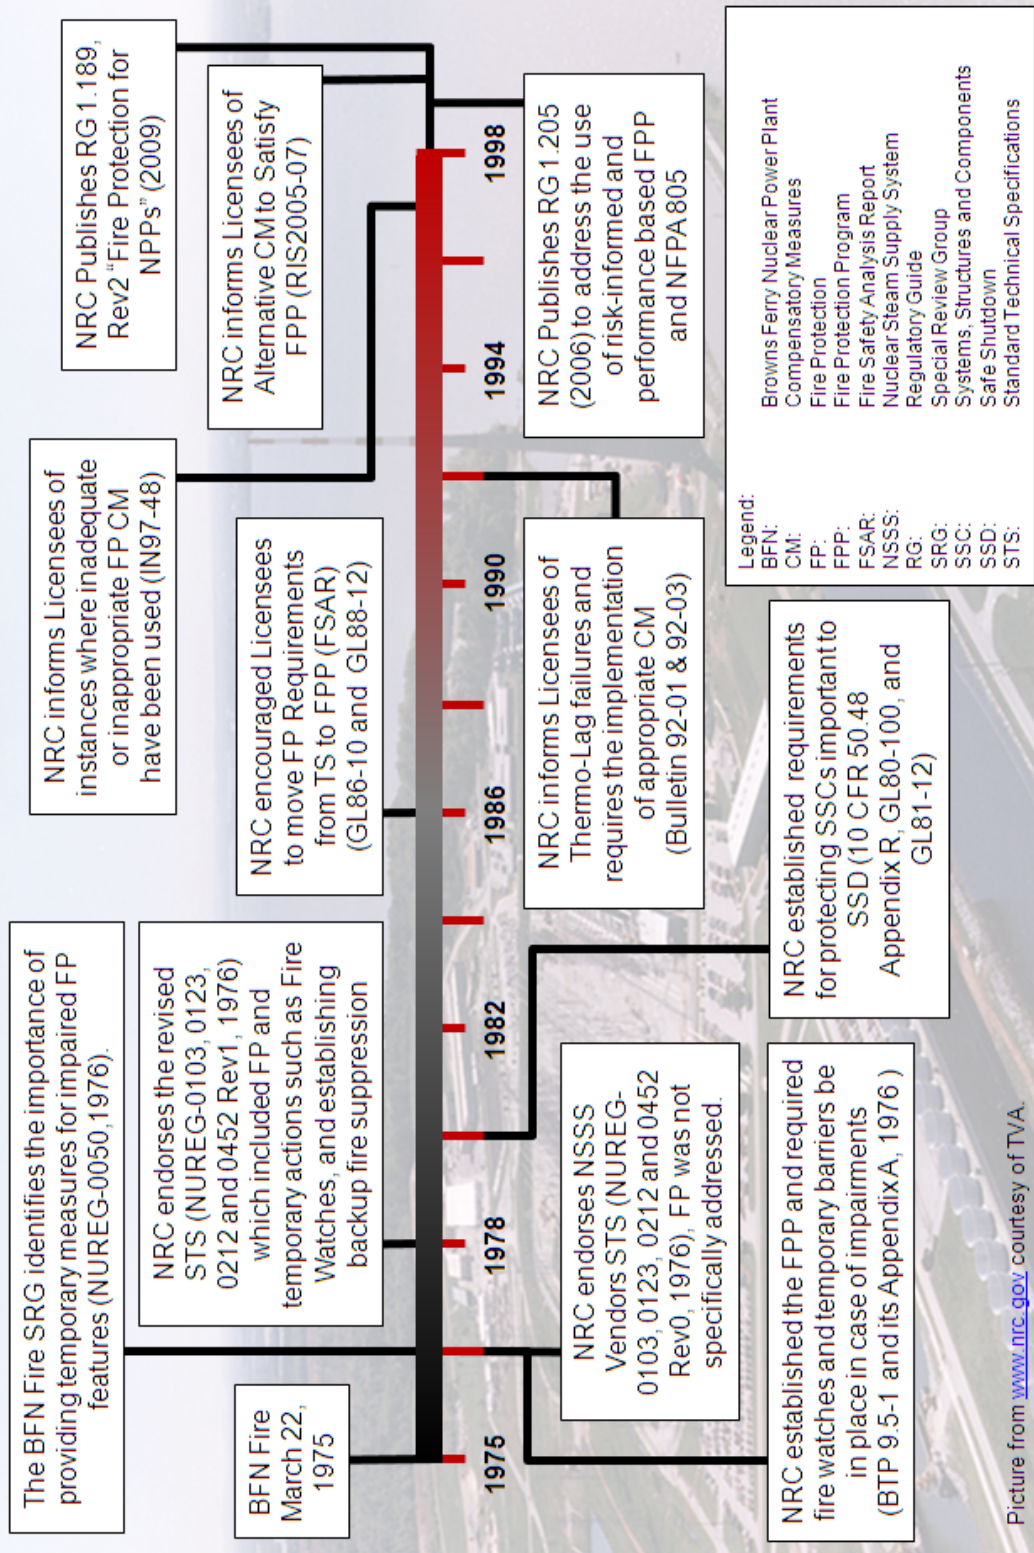 The BFN Fire SRG identifies the importance of
providing temporary measures for impaired FP
features (NUREG-0050,1976).
BFN Fire
March 22,
1975
NRC endorses the revised
STS (NUREG-0103, 0123,
0212 and 0452 Rev1, 1976)
which included FP and
temporary actions such as Fire
Watches, and establishing
backup fire suppression
NRC encouraged Licensees
to move FP Requirements
from TS to FPP (FSAR)
(GL86-10 and GL88-12)
NRC informs Licensees of
instances where inadequate
or inappropriate FP CM
have been used (IN97-48)
NRC Publishes RG 1.189,
Rev2 “Fire Protection for
NPPs” (2009)
NRC informs Licensees of
Alternative CM to Satisfy
FPP (RIS2005-07)
1975
1978
1982
1986
1990
1994
1998
NRC endorses NSSS
Vendors STS (NUREG-
0103, 0123, 0212 and 0452
Rev0, 1976), FP was not
specifically addressed.
NRC established the FPP and required
fire watches and temporary barriers be
in place in case of impairments
(BTP 9.5-1 and its Appendix A, 1976 )
NRC established requirements
for protecting SSCs important to
SSD (10 CFR 50.48
Appendix R, GL80-100, and
GL81-12)
NRC informs Licensees of
Thermo-Lag failures and
requires the implementation
of appropriate CM
(Bulletin 92-01 & 92-03)
NRC Publishes RG 1.205
(2006) to address the use
of risk-informed and
performance based FPP
and NFPA 805
Legend:
BFN: Browns Ferry Nuclear Power Plant
CM: Compensatory Measures
FP: Fire Protection
FPP: Fire Protection Program
FSAR: Fire Safety Analysis Report
NSSS: Nuclear Steam Supply System
RG: Regulatory Guide
SRG: Special Review Group
SSC: Systems, Structures and Components
SSD: Safe Shutdown
STS: Standard Technical Specifications
Picture from www.nrc.gov courtesy of TVA.